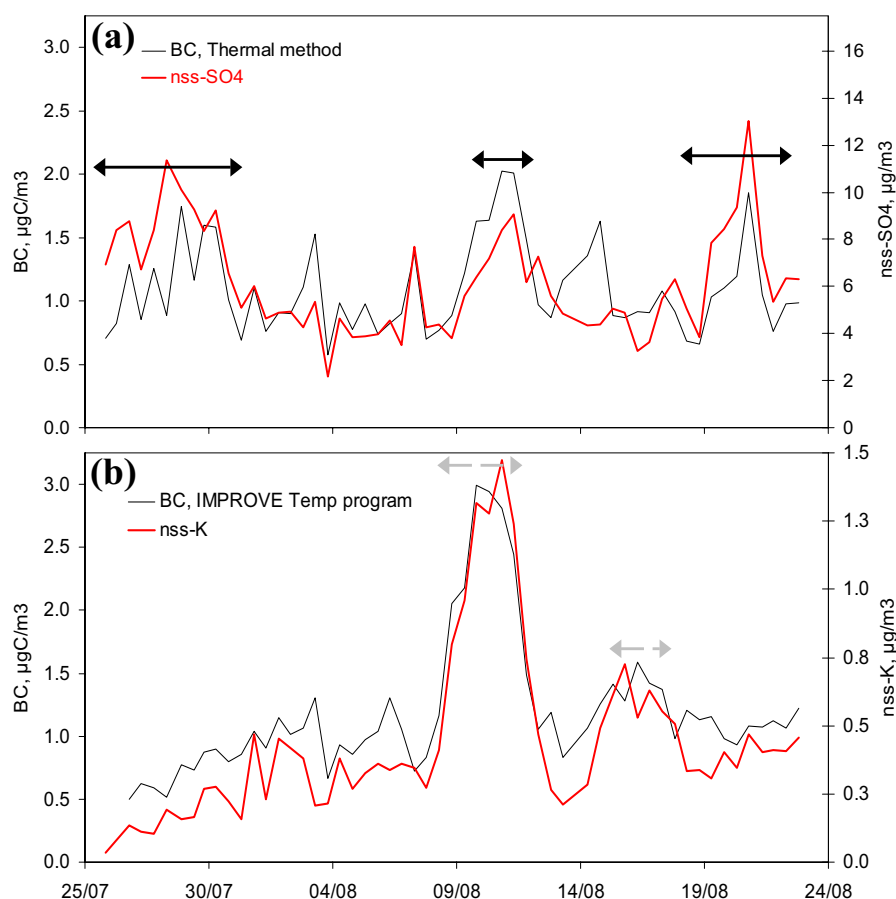 (a)
BC, Thermal method
nss-SO4
3.0
2.5
2.0
1.5
1.0
0.5
0.0
BC, µgC/m3
16
14
12
10
8
6
4
2
0
nss-SO4, µg/m3
(b)
BC, IMPROVE Temp program
nss-K
3.0
2.5
2.0
1.5
1.0
0.5
0.0
BC, µgC/m3
1.5
1.3
1.0
0.8
0.5
0.3
0.0
nss-K, µg/m3
25/07 30/07 04/08 09/08 14/08 19/08 24/08